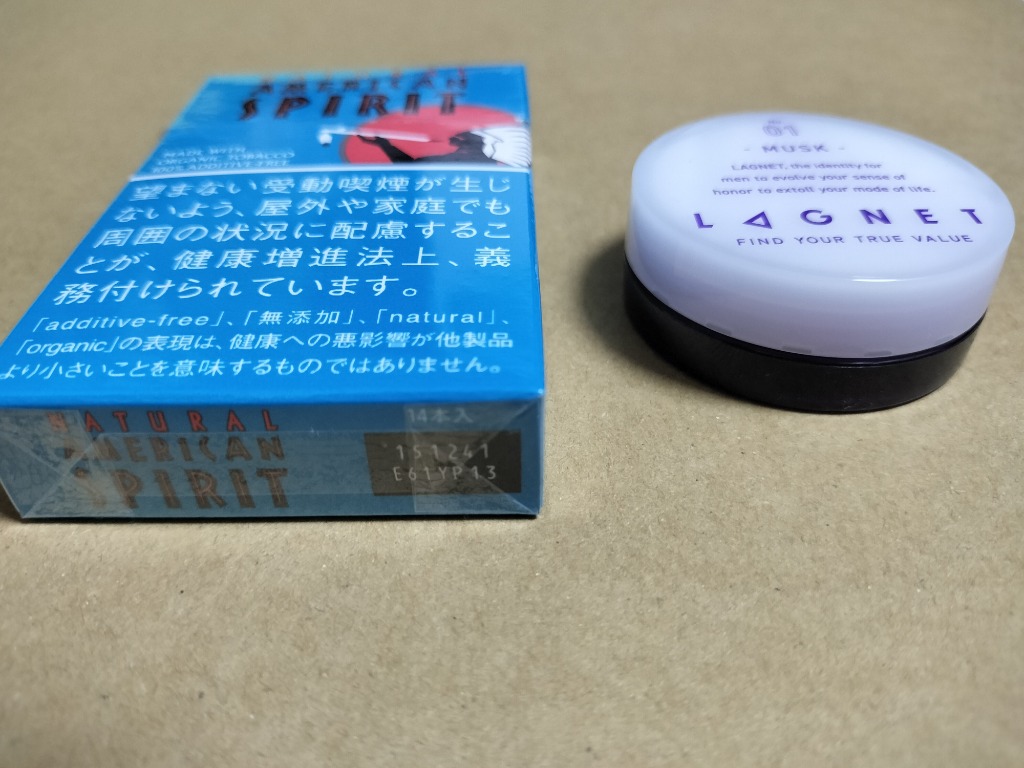 AMERICAN
SPIRIT
MADE WITH
ORGANIC TOBACCO
100% ADDITIVE-FREE
望まない受動喫煙が生じ
ないよう、屋外や家庭でも
周囲の状況に配慮するこ
とが、健康増進法上、義
務付けられています。
「additive-free」、「無添加」、「natural」、
「organic」の表現は、健康への悪影響が他製品
より小さいことを意味するものではありません。
NATURAL
AMERICAN
SPIRIT
14本入
151241
E61YP13
01
- MUSK -
LAGNET, the identity for
men to evolve your sense of
honor to extoll your mode of life.
LAGNET
FIND YOUR TRUE VALUE